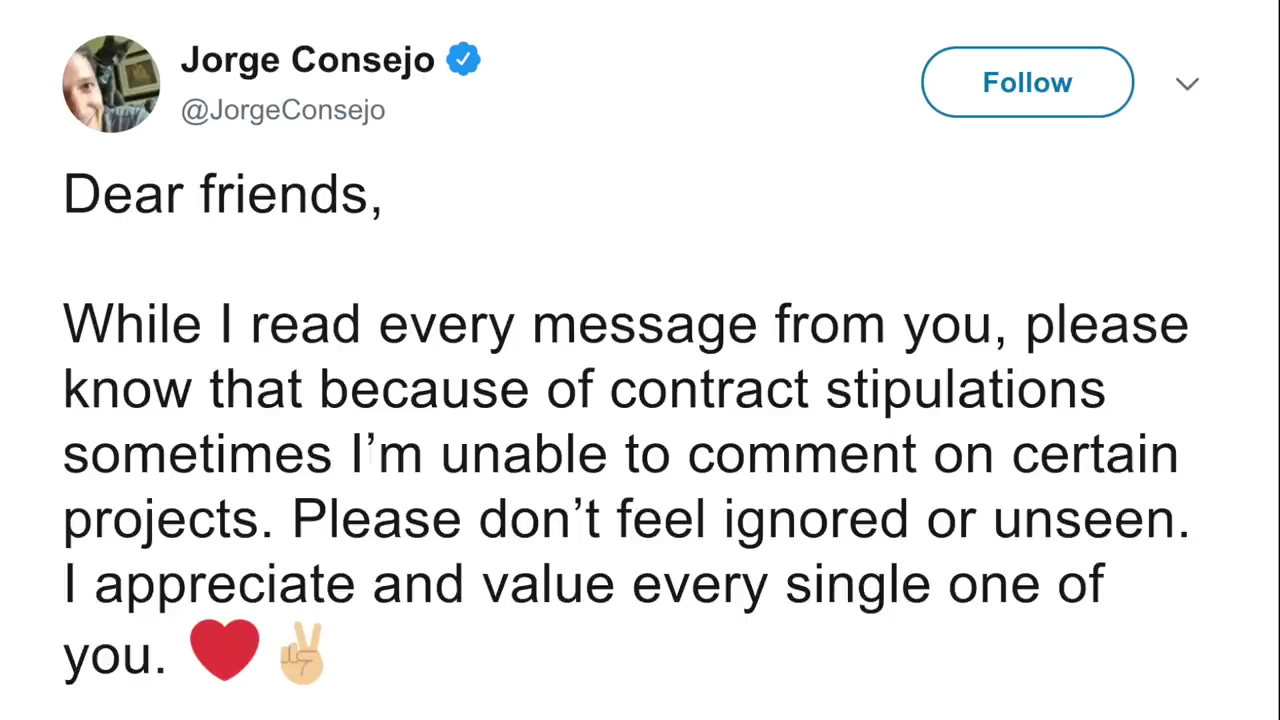 Jorge Consejo
@JorgeConsejo
Follow
Dear friends,
While I read every message from you, please
know that because of contract stipulations
sometimes I’m unable to comment on certain
projects. Please don’t feel ignored or unseen.
I appreciate and value every single one of
you. ❤️✌🏼